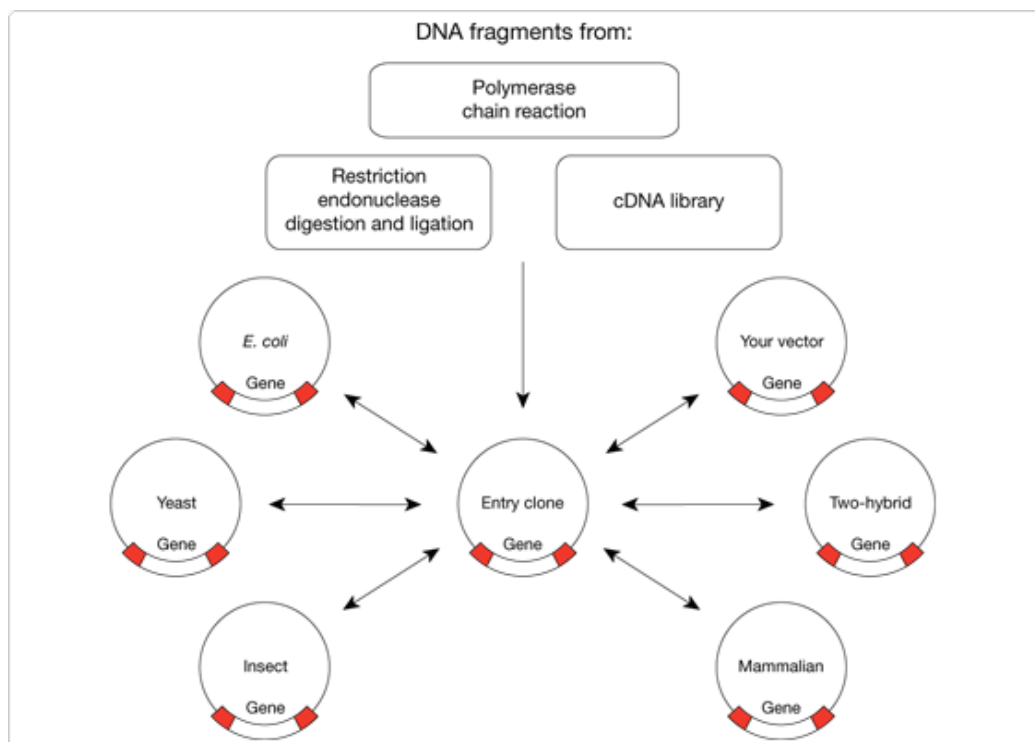 DNA fragments from:
Polymerase
chain reaction
Restriction
endonuclease
digestion and ligation
cDNA library
E. coli
Gene
Your vector
Gene
Yeast
Gene
Entry clone
Gene
Two-hybrid
Gene
Insect
Gene
Mammalian
Gene